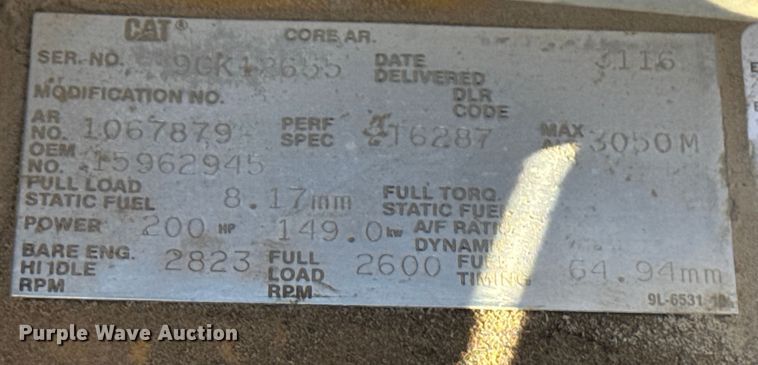 CAT® CORE AR.
SER. NO. 9GK12655 DATE DELIVERED 3116
MODIFICATION NO. DLR CODE
AR NO. 1067879 PERF SPEC 2T6287 MAX 3050M
OEM NO. 15962945
FULL LOAD STATIC FUEL 8.17mm FULL TORQ. STATIC FUEL
POWER 200 HP 149.0 kw A/F RATIO DYNAMIC
BARE ENG. HI IDLE RPM 2823 FULL LOAD RPM 2600 FUEL TIMING 64.94mm
9L-6531
Purple Wave Auction